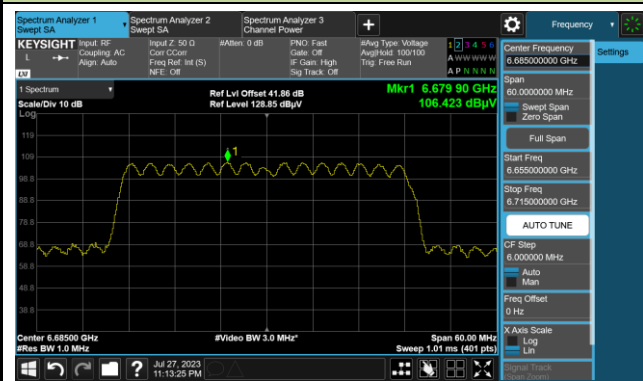 Spectrum Analyzer 1
Swept SA
Spectrum Analyzer 2
Swept SA
Spectrum Analyzer 3
Channel Power
+
Frequency
KEYSIGHT
L
LXI
Input: RF
Coupling: AC
Align: Auto
Input Z: 50 Ω
Corr CCorr
Freq Ref: Int (S)
NFE: Off
#Atten: 0 dB
PNO: Fast
Gate: Off
IF Gain: High
Sig Track: Off
#Avg Type: Voltage
Avg|Hold: 100/100
Trig: Free Run
1 2 3 4 5 6
A W W W W W
A P N N N N
1 Spectrum
Scale/Div 10 dB
Log
Ref Lvl Offset 41.86 dB
Ref Level 128.85 dBµV
Mkr1 6.679 90 GHz
106.423 dBµV
119
109
98.8
88.8
78.8
68.8
58.8
48.8
38.8
1
Center 6.68500 GHz
#Res BW 1.0 MHz
#Video BW 3.0 MHz*
Span 60.00 MHz
Sweep 1.01 ms (401 pts)
Jul 27, 2023
11:13:25 PM
?
Center Frequency
6.685000000 GHz
Settings
Span
60.0000000 MHz
Swept Span
Zero Span
Full Span
Start Freq
6.655000000 GHz
Stop Freq
6.715000000 GHz
AUTO TUNE
CF Step
6.000000 MHz
Auto
Man
Freq Offset
0 Hz
X Axis Scale
Log
Lin
Signal Track
(Span Zoom)